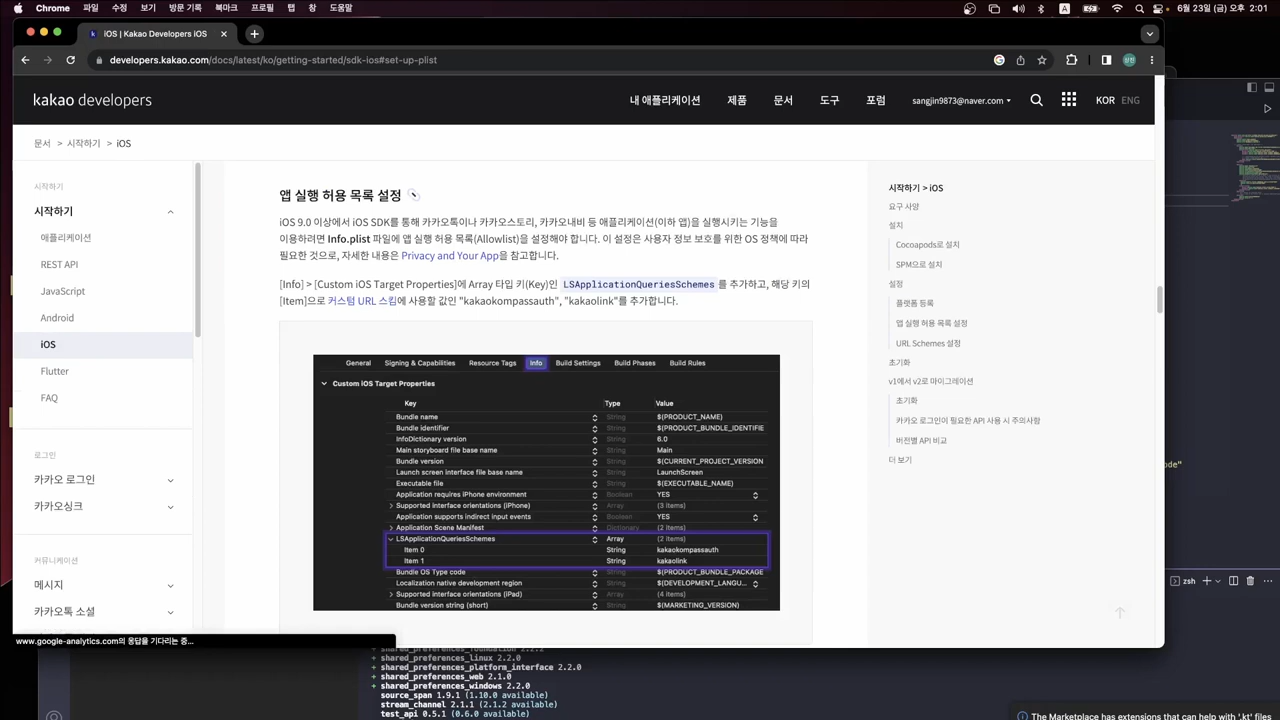 Chrome 파일 수정 보기 방문 기록 북마크 프로필 탭 창 도움말
A 6월 23일(금) 오후 2:01
iOS | Kakao Developers iOS
developers.kakao.com/docs/latest/ko/getting-started/sdk-ios#set-up-plist
kakao developers
내 애플리케이션 제품 문서 도구 포럼 sangjin9873@naver.com KOR ENG
문서 > 시작하기 > iOS
시작하기
시작하기
애플리케이션
REST API
JavaScript
Android
iOS
Flutter
FAQ
로그인
카카오 로그인
카카오싱크
커뮤니케이션
메시지
카카오톡 소셜
앱 실행 허용 목록 설정
iOS 9.0 이상에서 iOS SDK를 통해 카카오톡이나 카카오스토리, 카카오내비 등 애플리케이션(이하 앱)을 실행시키는 기능을
이용하려면 Info.plist 파일에 앱 실행 허용 목록(Allowlist)을 설정해야 합니다. 이 설정은 사용자 정보 보호를 위한 OS 정책에 따라
필요한 것으로, 자세한 내용은 Privacy and Your App을 참고합니다.
[Info] > [Custom iOS Target Properties]에 Array 타입 키(Key)인 LSApplicationQueriesSchemes 를 추가하고, 해당 키의
[Item]으로 커스텀 URL 스킴에 사용할 값인 "kakaokompassauth", "kakaolink"를 추가합니다.
General Signing & Capabilities Resource Tags Info Build Settings Build Phases Build Rules
Custom iOS Target Properties
Key Type Value
Bundle name String $(PRODUCT_NAME)
Bundle identifier String $(PRODUCT_BUNDLE_IDENTIFIE
InfoDictionary version String 6.0
Main storyboard file base name String Main
Bundle version String $(CURRENT_PROJECT_VERSION
Launch screen interface file base name String LaunchScreen
Executable file String $(EXECUTABLE_NAME)
Application requires iPhone environment Boolean YES
Supported interface orientations (iPhone) Array (3 items)
Application supports indirect input events Boolean YES
Application Scene Manifest Dictionary (2 items)
LSApplicationQueriesSchemes Array (2 items)
Item 0 String kakaokompassauth
Item 1 String kakaolink
Bundle OS Type code String $(PRODUCT_BUNDLE_PACKAGE
Localization native development region String $(DEVELOPMENT_LANGU...
Supported interface orientations (iPad) Array (4 items)
Bundle version string (short) String $(MARKETING_VERSION)
시작하기 > iOS
요구 사양
설치
Cocoapods로 설치
SPM으로 설치
설정
플랫폼 등록
앱 실행 허용 목록 설정
URL Schemes 설정
초기화
v1에서 v2로 마이그레이션
초기화
카카오 로그인이 필요한 API 사용 시 주의사항
버전별 API 비교
더 보기
ode"
zsh
www.google-analytics.com의 응답을 기다리는 중...
+ shared_preferences_foundation 2.2.2
+ shared_preferences_linux 2.2.0
+ shared_preferences_platform_interface 2.2.0
+ shared_preferences_web 2.1.0
+ shared_preferences_windows 2.2.0
source_span 1.9.1 (1.10.0 available)
stream_channel 2.1.1 (2.1.2 available)
test_api 0.5.1 (0.6.0 available)
The Marketplace has extensions that can help with '.kt' files